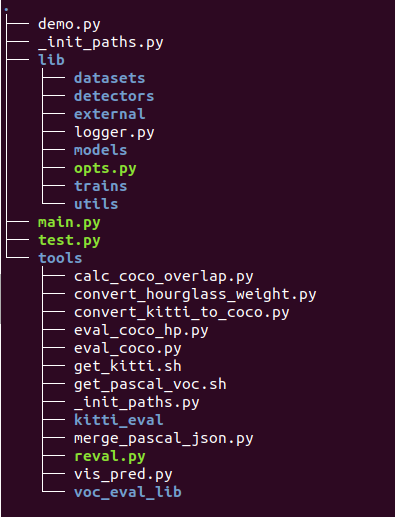 .
├── demo.py
├── _init_paths.py
├── lib
│   ├── datasets
│   ├── detectors
│   ├── external
│   ├── logger.py
│   ├── models
│   ├── opts.py
│   ├── trains
│   └── utils
├── main.py
├── test.py
└── tools
    ├── calc_coco_overlap.py
    ├── convert_hourglass_weight.py
    ├── convert_kitti_to_coco.py
    ├── eval_coco_hp.py
    ├── eval_coco.py
    ├── get_kitti.sh
    ├── get_pascal_voc.sh
    ├── _init_paths.py
    ├── kitti_eval
    ├── merge_pascal_json.py
    ├── reval.py
    ├── vis_pred.py
    └── voc_eval_lib